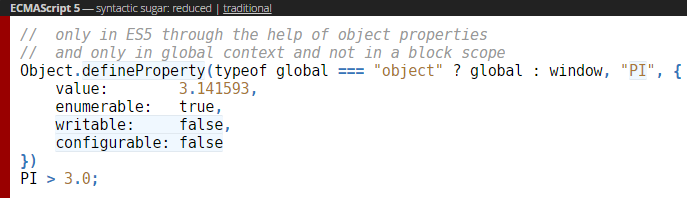 ECMAScript 5 — syntactic sugar: reduced | traditional
//  only in ES5 through the help of object properties
//  and only in global context and not in a block scope
Object.defineProperty(typeof global === "object" ? global : window, "PI", {
    value:        3.141593,
    enumerable:   true,
    writable:     false,
    configurable: false
})
PI > 3.0;